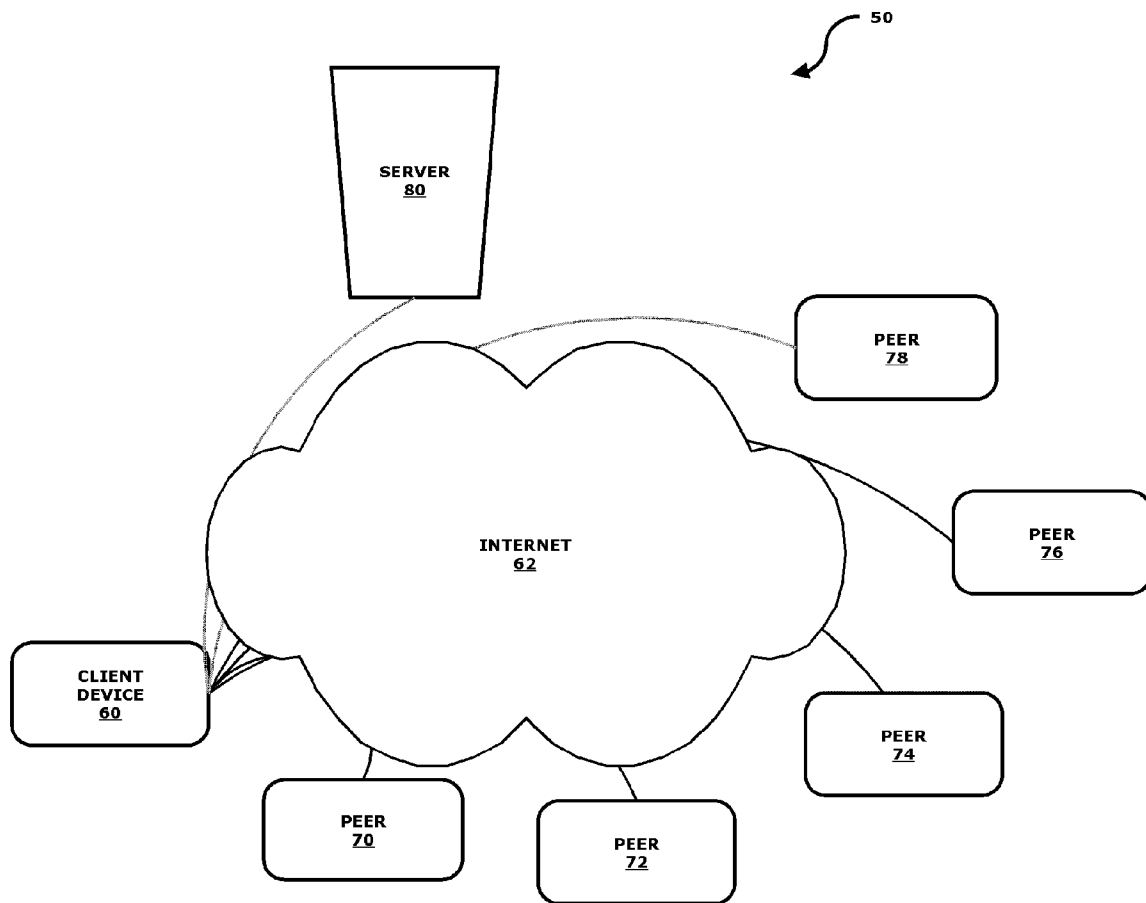 50
SERVER
80
PEER
78
PEER
76
INTERNET
62
CLIENT
DEVICE
60
PEER
74
PEER
70
PEER
72